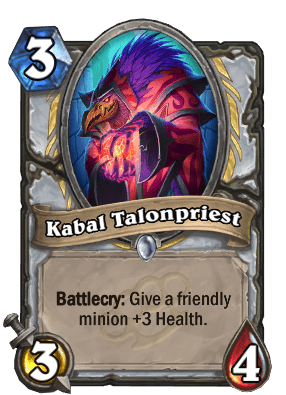 3
Kabal Talonpriest
Battlecry: Give a friendly
minion +3 Health.
3
4